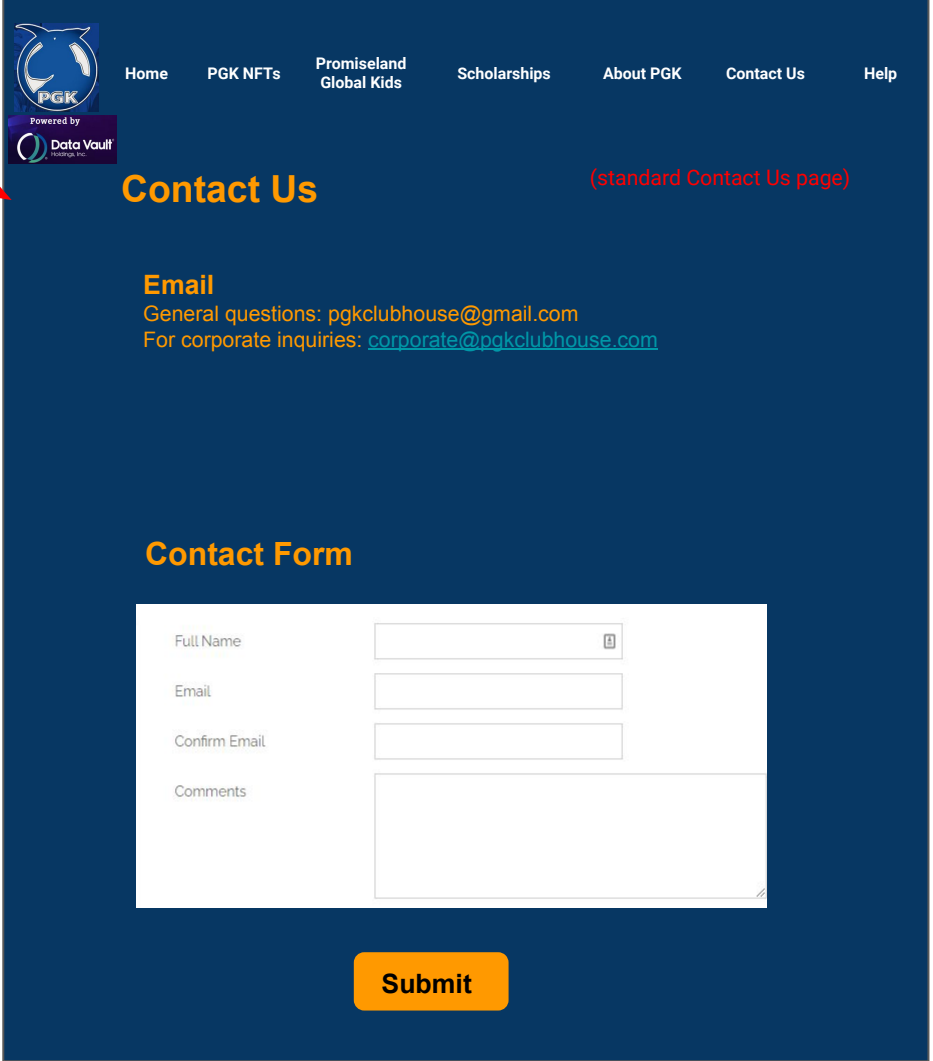 PGK
Powered by
Data Vault
Holdings, Inc.
Home
PGK NFTs
Promiseland
Global Kids
Scholarships
About PGK
Contact Us
Help
Contact Us
(standard Contact Us page)
Email
General questions: pgkclubhouse@gmail.com
For corporate inquiries: corporate@pgkclubhouse.com
Contact Form
Full Name
Email
Confirm Email
Comments
Submit